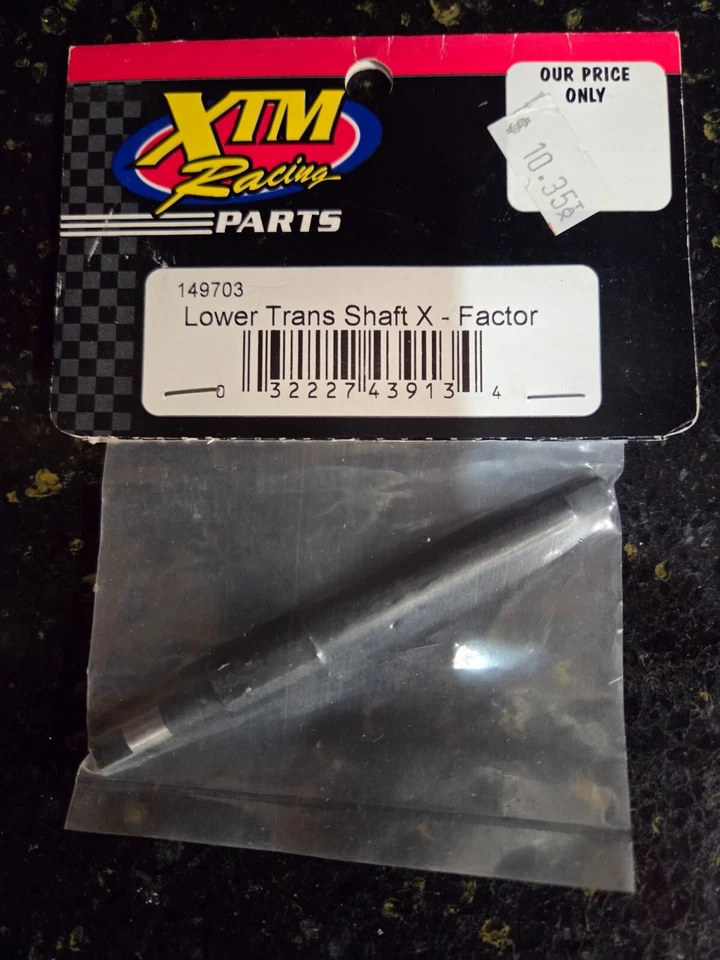 XTM
Racing
PARTS
OUR PRICE
ONLY
$ 10.35
149703
Lower Trans Shaft X - Factor
0 32227 43913 4